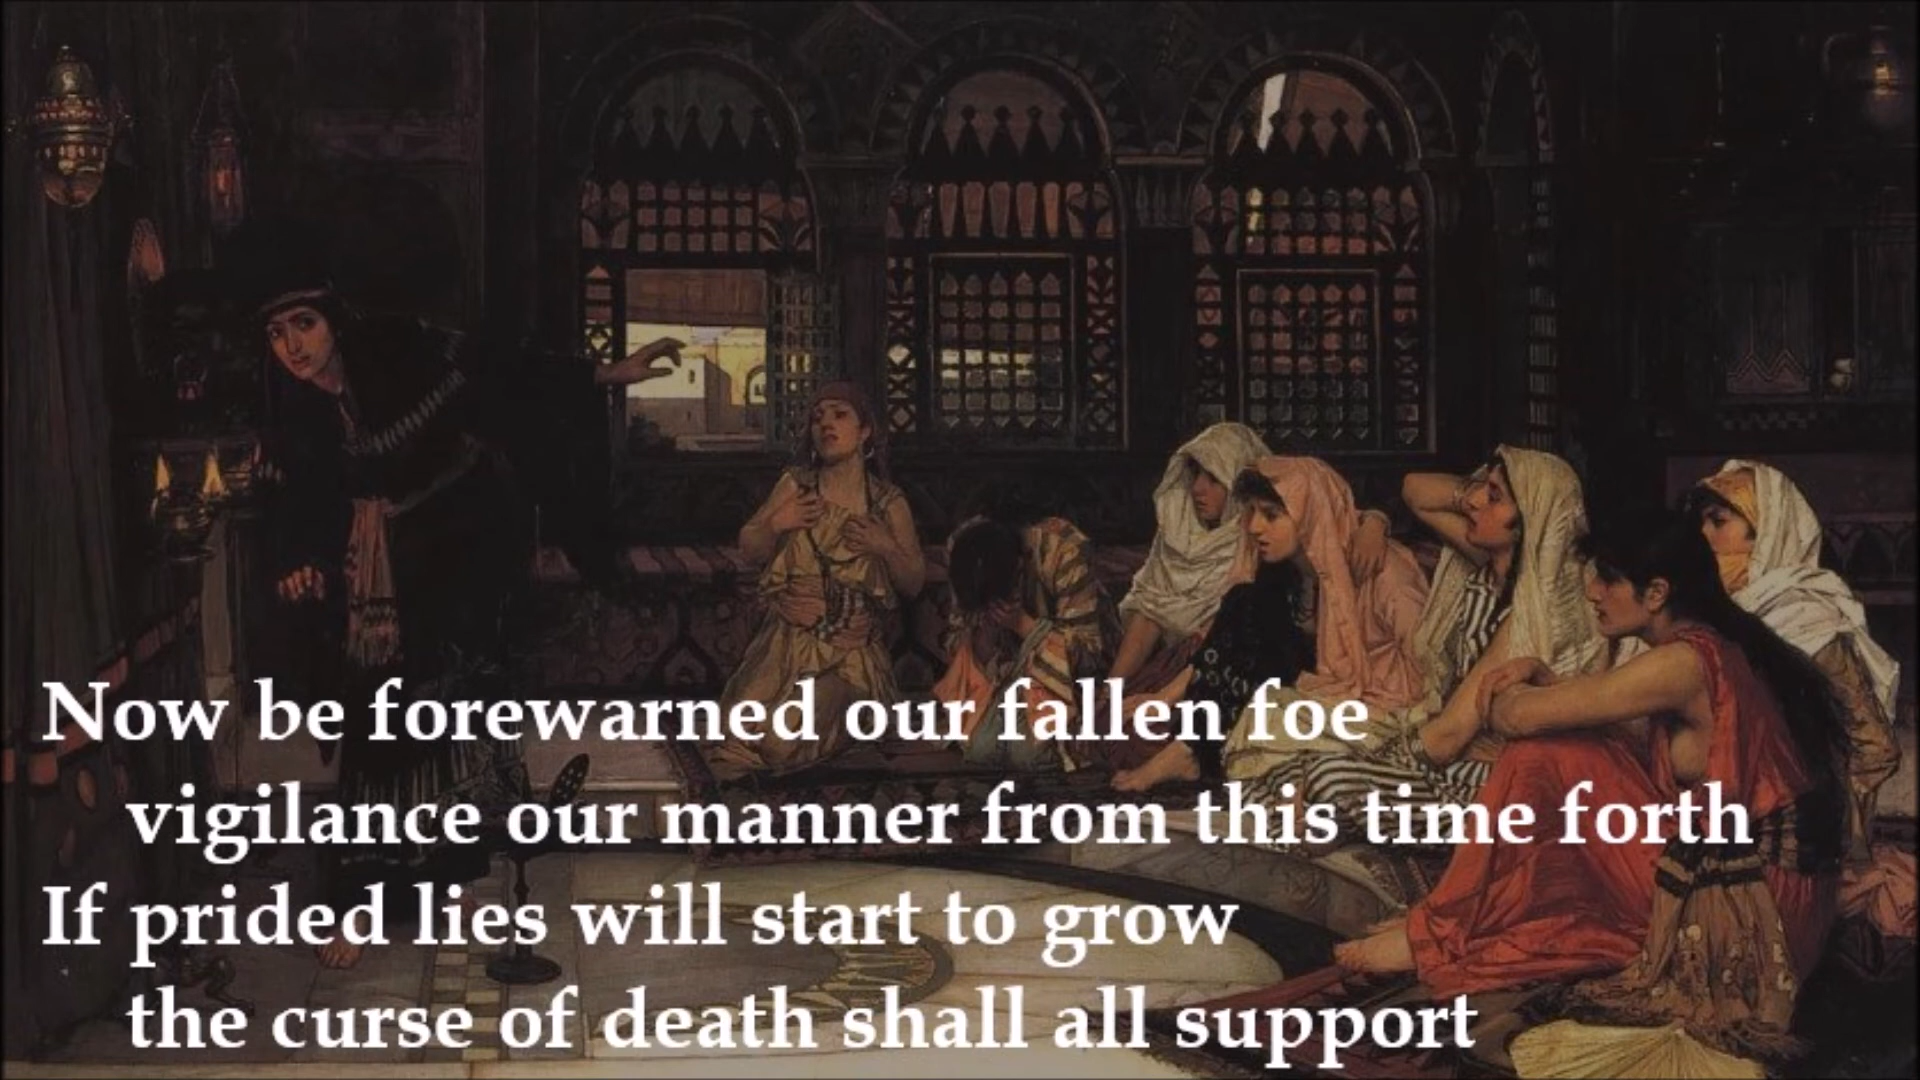 Now be forewarned our fallen foe
vigilance our manner from this time forth
If prided lies will start to grow
the curse of death shall all support